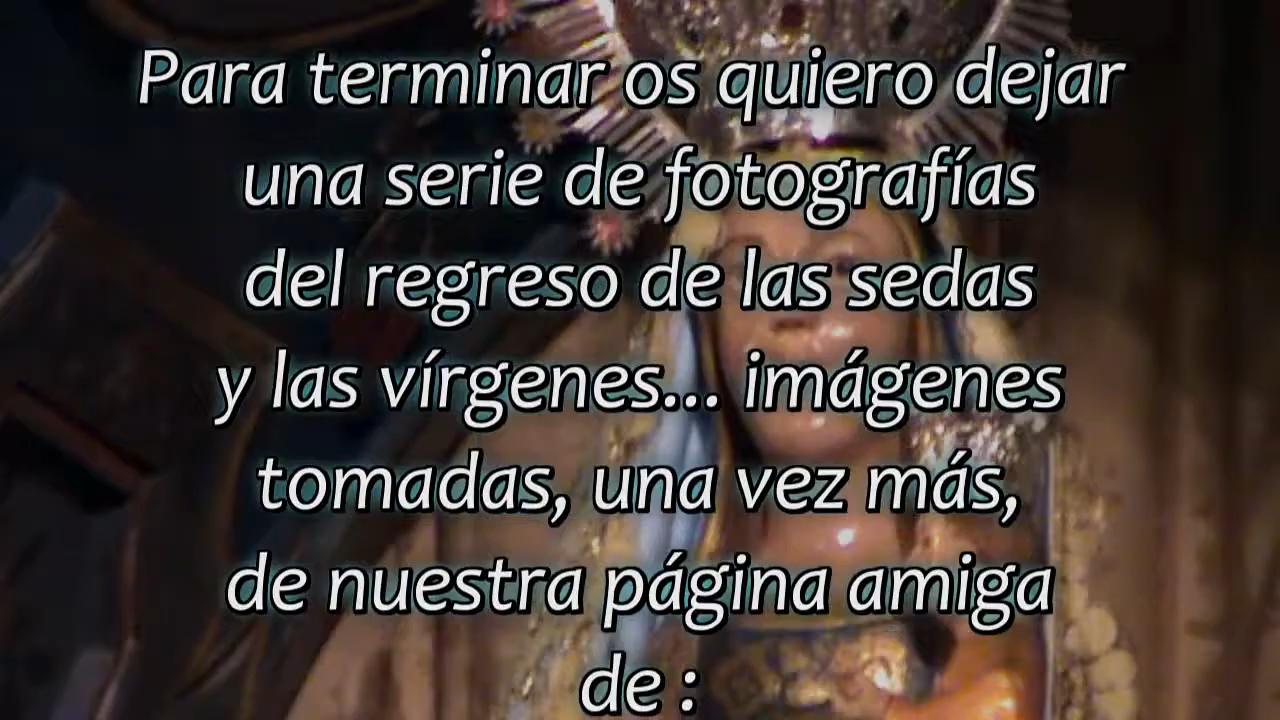 Para terminar os quiero dejar
una serie de fotografías
del regreso de las sedas
y las vírgenes... imágenes
tomadas, una vez más,
de nuestra página amiga
de :